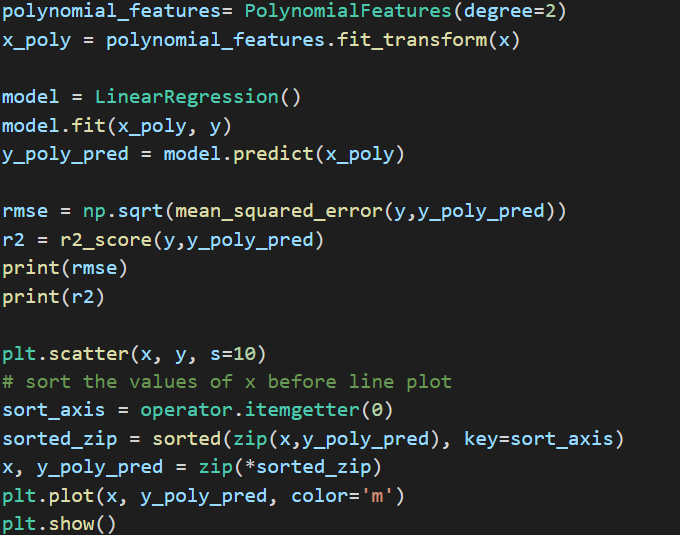 polynomial_features= PolynomialFeatures(degree=2)
x_poly = polynomial_features.fit_transform(x)
model = LinearRegression()
model.fit(x_poly, y)
y_poly_pred = model.predict(x_poly)
rmse = np.sqrt(mean_squared_error(y,y_poly_pred))
r2 = r2_score(y,y_poly_pred)
print(rmse)
print(r2)
plt.scatter(x, y, s=10)
# sort the values of x before line plot
sort_axis = operator.itemgetter(0)
sorted_zip = sorted(zip(x,y_poly_pred), key=sort_axis)
x, y_poly_pred = zip(*sorted_zip)
plt.plot(x, y_poly_pred, color='m')
plt.show()